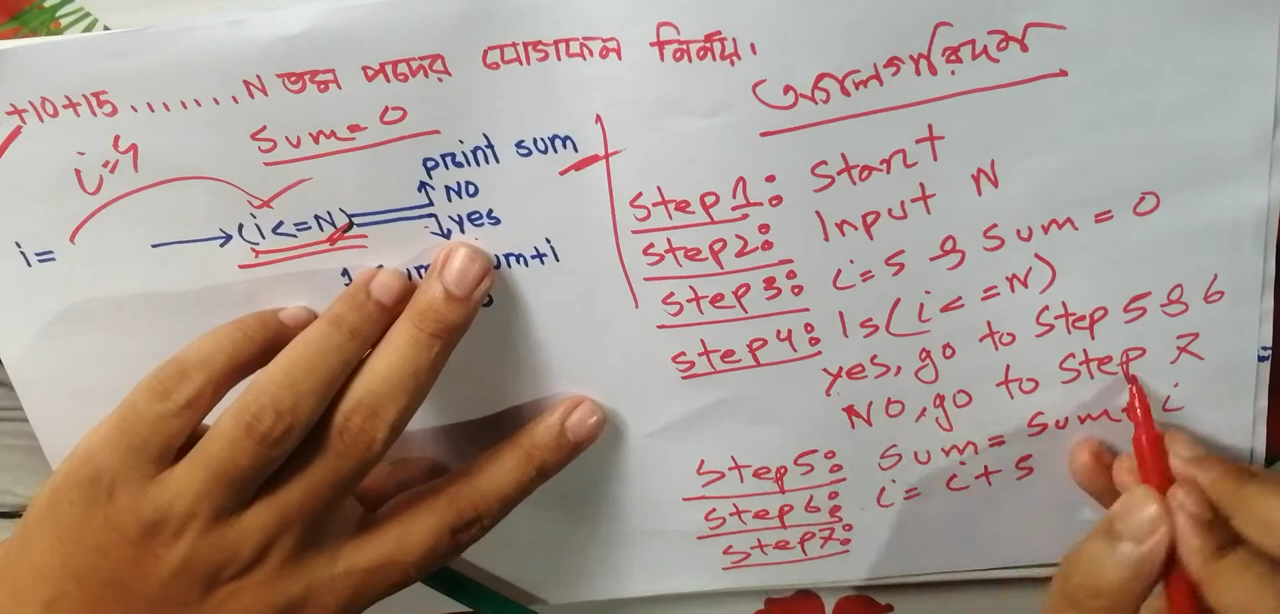 +10+15.......N তম পদের যোগফল নির্নয়।
Sum=0
print sum
NO
(i<=N)
yes
i=
um+i
অ্যালগরিদম
Step1: Start
Step2: Input N
Step3: i=5 & Sum=0
Step4: Is(i<=N)
yes, go to Step 5 & 6
NO, go to Step 7
Step5: Sum= Sum+i
Step6: i= i+5
Step7: